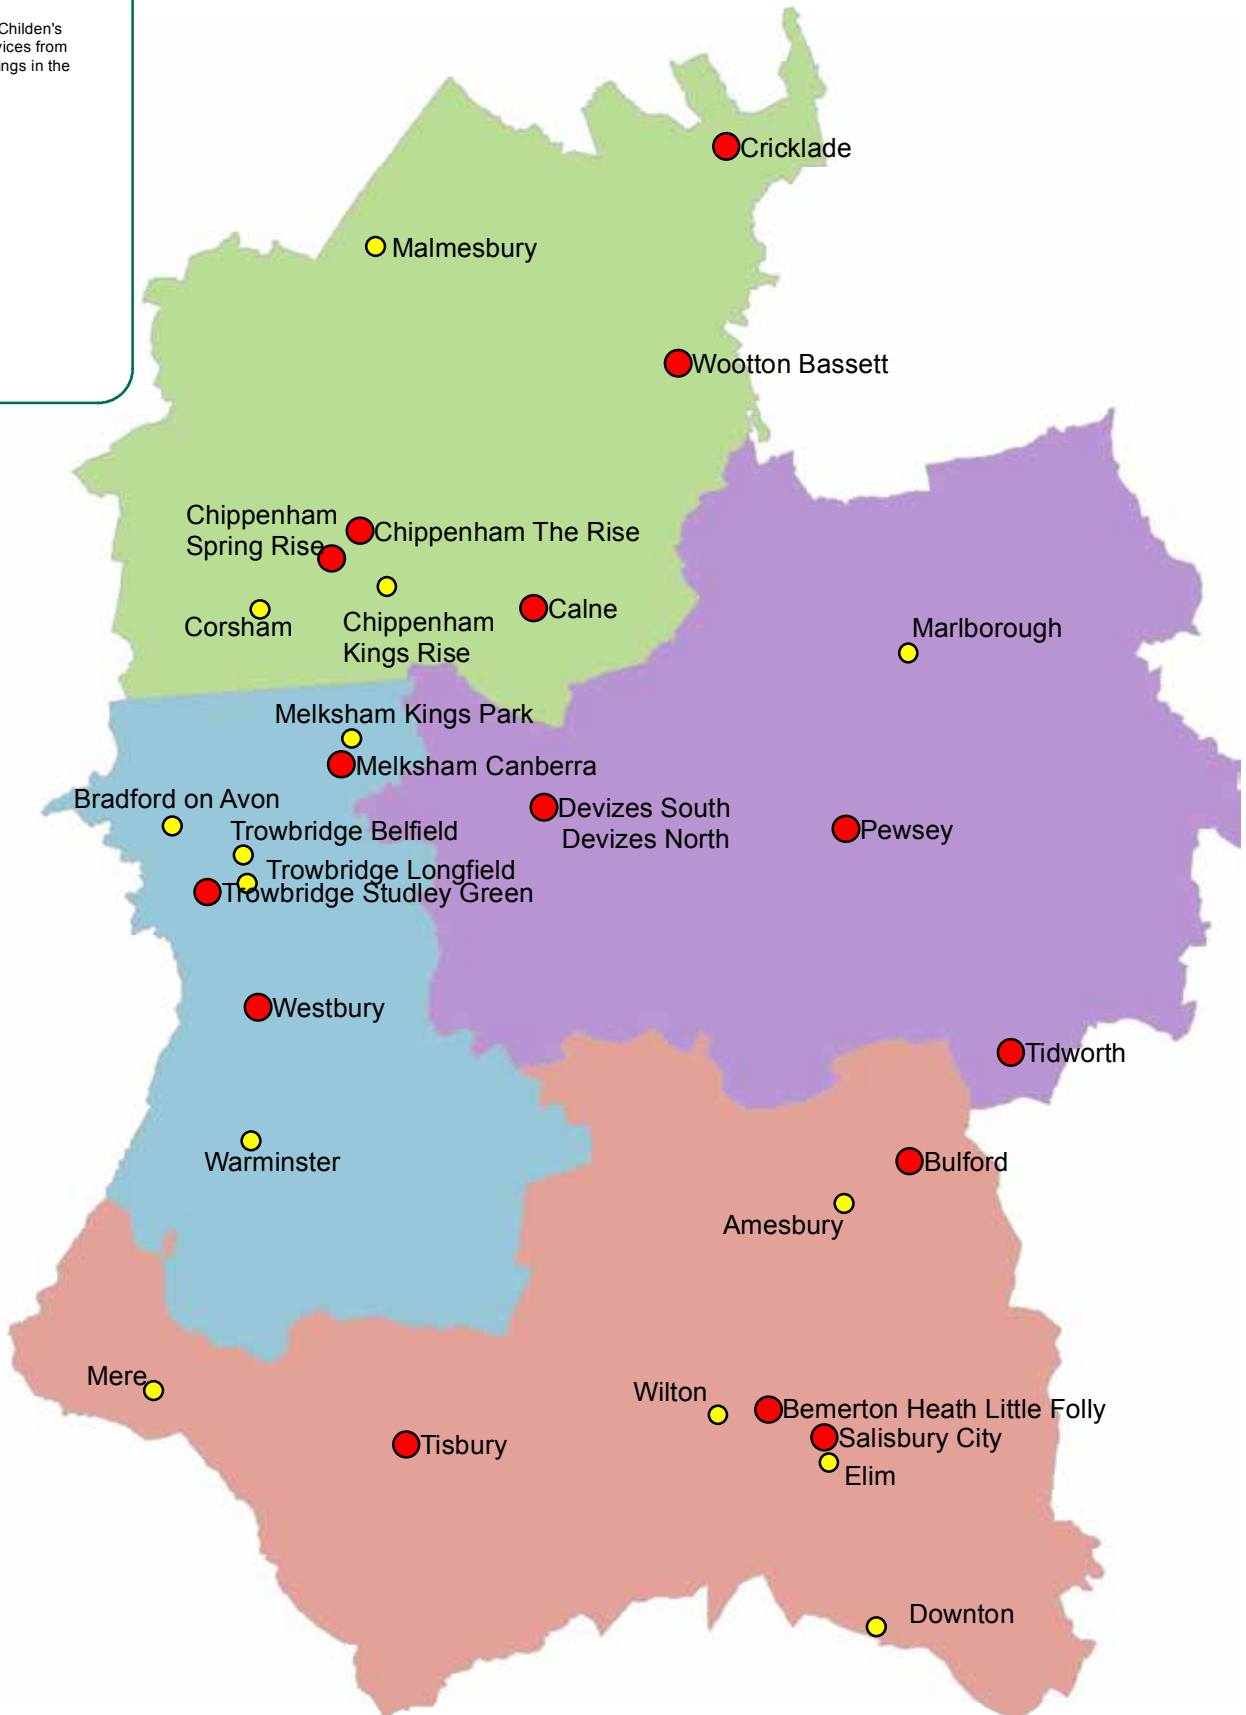 Childen's
vices from
ings in the
Cricklade
Malmesbury
Wootton Bassett
Chippenham
Spring Rise
Chippenham The Rise
Corsham
Chippenham
Kings Rise
Calne
Marlborough
Melksham Kings Park
Melksham Canberra
Bradford on Avon
Devizes South
Devizes North
Pewsey
Trowbridge Belfield
Trowbridge Longfield
Trowbridge Studley Green
Westbury
Tidworth
Warminster
Bulford
Amesbury
Mere
Wilton
Bemerton Heath Little Folly
Salisbury City
Tisbury
Elim
Downton